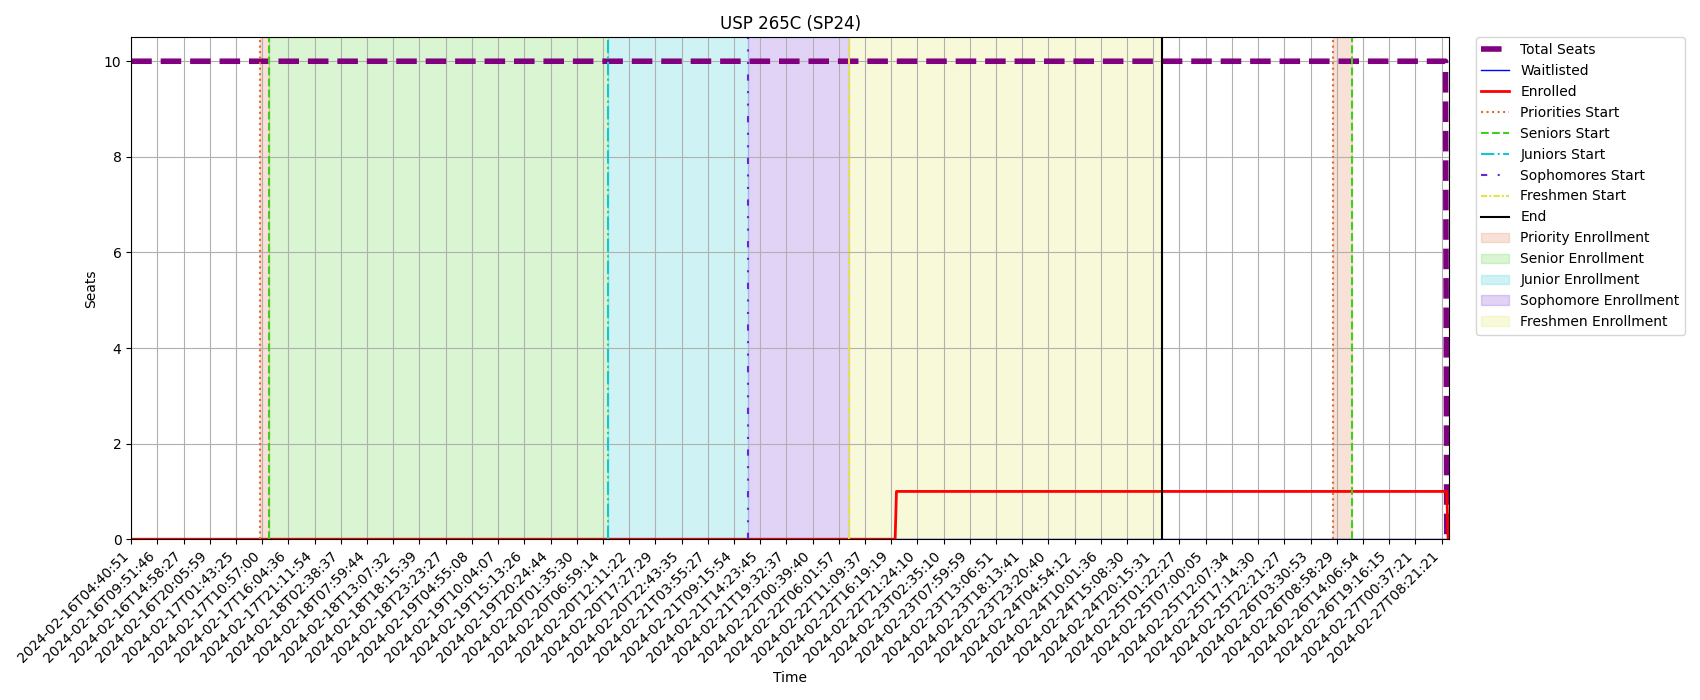 USP 265C (SP24)
10
8
6
4
2
0
Seats
2024-02-16T04:40:51
2024-02-16T09:51:46
2024-02-16T14:58:27
2024-02-16T20:05:59
2024-02-17T01:43:25
2024-02-17T10:57:00
2024-02-17T16:04:36
2024-02-17T21:11:54
2024-02-18T02:38:37
2024-02-18T07:59:44
2024-02-18T13:07:32
2024-02-18T18:15:39
2024-02-18T23:23:27
2024-02-19T04:55:08
2024-02-19T10:04:07
2024-02-19T15:13:26
2024-02-19T20:24:44
2024-02-20T01:35:30
2024-02-20T06:59:14
2024-02-20T12:11:22
2024-02-20T17:27:29
2024-02-20T22:43:35
2024-02-21T03:55:27
2024-02-21T09:15:54
2024-02-21T14:23:45
2024-02-21T19:32:37
2024-02-22T00:39:40
2024-02-22T06:01:57
2024-02-22T11:09:37
2024-02-22T16:19:19
2024-02-22T21:24:10
2024-02-23T02:35:10
2024-02-23T07:59:59
2024-02-23T13:06:51
2024-02-23T18:13:41
2024-02-23T23:20:40
2024-02-24T04:54:12
2024-02-24T10:01:36
2024-02-24T15:08:30
2024-02-24T20:15:31
2024-02-25T01:22:27
2024-02-25T07:00:05
2024-02-25T12:07:34
2024-02-25T17:14:30
2024-02-25T22:21:27
2024-02-26T03:30:53
2024-02-26T08:58:29
2024-02-26T14:06:54
2024-02-26T19:16:15
2024-02-27T00:37:21
2024-02-27T08:21:21
Time
Total Seats
Waitlisted
Enrolled
Priorities Start
Seniors Start
Juniors Start
Sophomores Start
Freshmen Start
End
Priority Enrollment
Senior Enrollment
Junior Enrollment
Sophomore Enrollment
Freshmen Enrollment